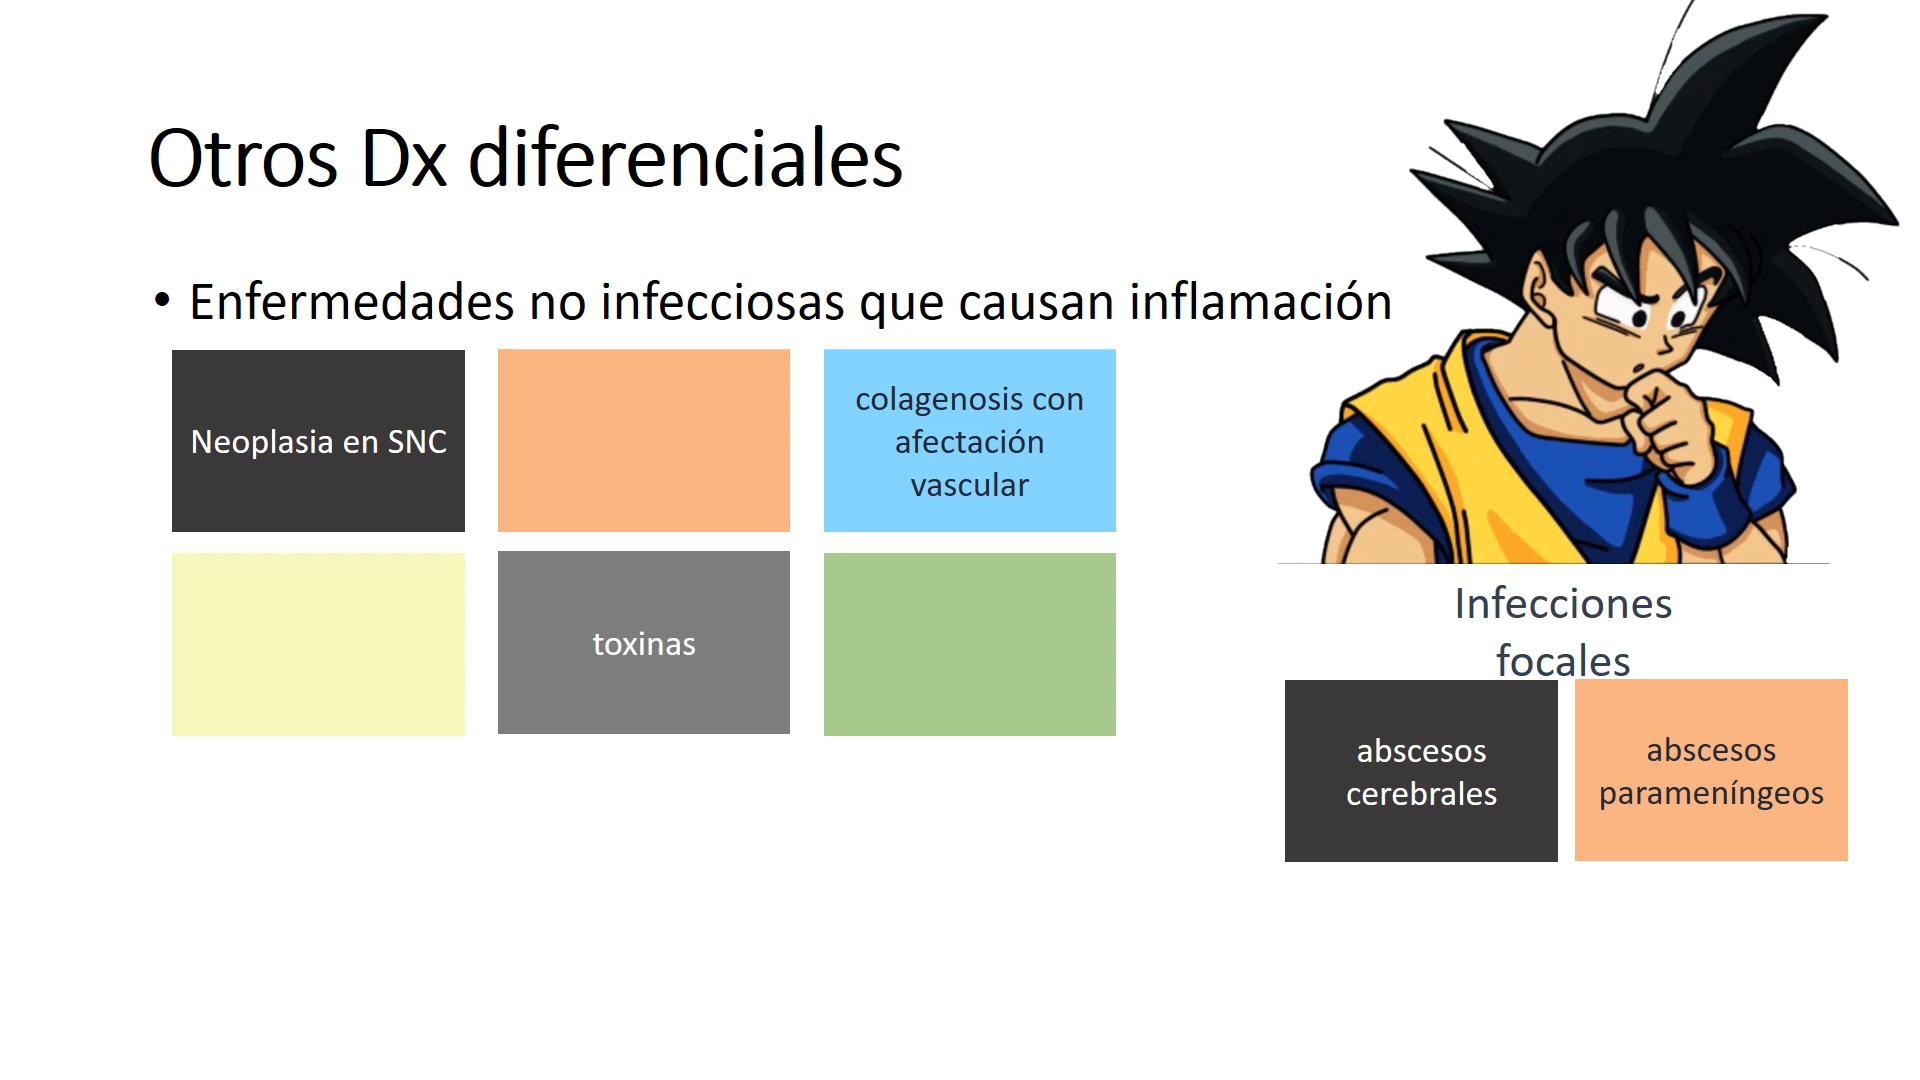 Otros Dx diferenciales
• Enfermedades no infecciosas que causan inflamación
Neoplasia en SNC
colagenosis con
afectación
vascular
toxinas
Infecciones
focales
abscesos
cerebrales
abscesos
parameníngeos